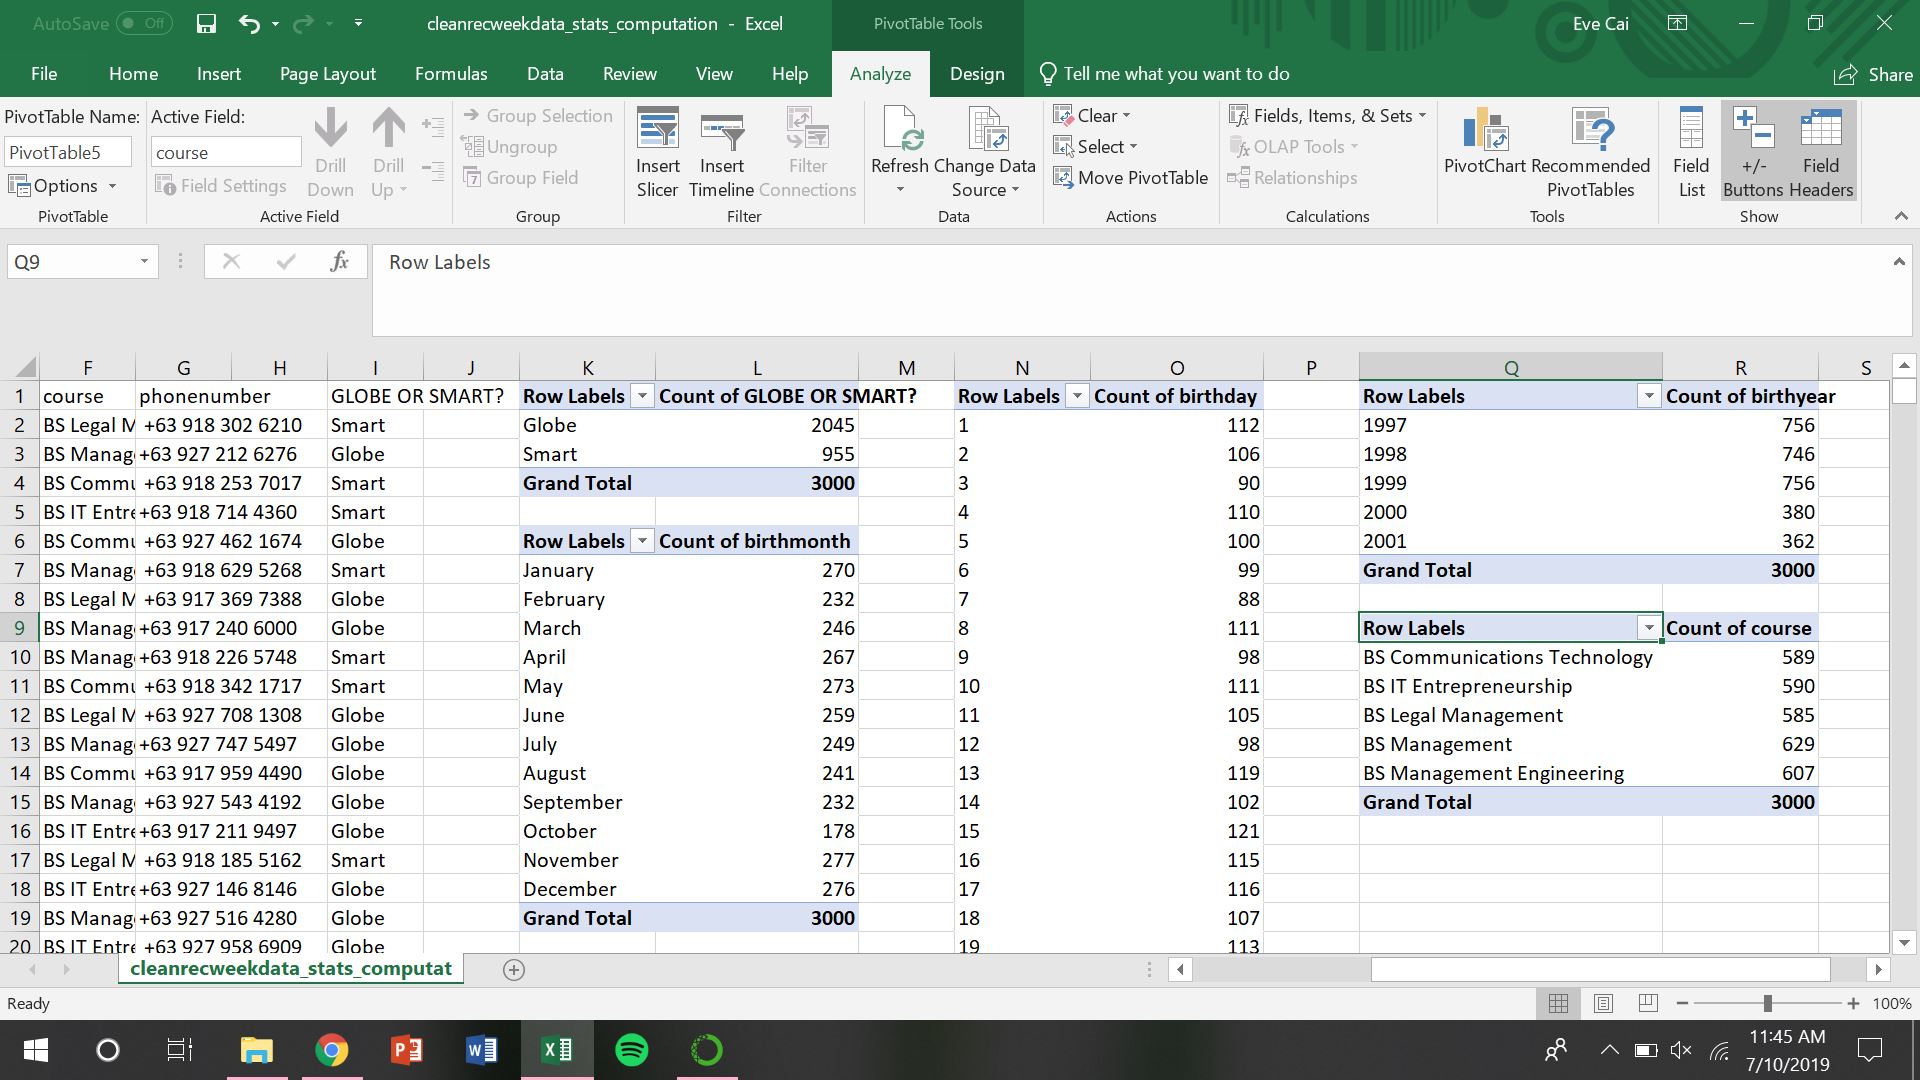 AutoSave Off cleanrecweekdata_stats_computation - Excel PivotTable Tools Eve Cai
File Home Insert Page Layout Formulas Data Review View Help Analyze Design Tell me what you want to do Share
PivotTable Name: Active Field:
PivotTable5 course
Options Field Settings
Drill Down Drill Up
Group Selection
Ungroup
Group Field
Insert Slicer Insert Timeline Filter Connections
Refresh Change Data Source
Clear
Select
Move PivotTable
Fields, Items, & Sets
OLAP Tools
Relationships
PivotChart Recommended PivotTables
Field List +/- Buttons Field Headers
PivotTable Active Field Group Filter Data Actions Calculations Tools Show
Q9 fx Row Labels
F G H I J K L M N O P Q R S
1 course phonenumber GLOBE OR SMART? Row Labels Count of GLOBE OR SMART? Row Labels Count of birthday Row Labels Count of birthyear
2 BS Legal M +63 918 302 6210 Smart Globe 2045 1 112 1997 756
3 BS Manag +63 927 212 6276 Globe Smart 955 2 106 1998 746
4 BS Commu +63 918 253 7017 Smart Grand Total 3000 3 90 1999 756
5 BS IT Entre +63 918 714 4360 Smart 4 110 2000 380
6 BS Commu +63 927 462 1674 Globe Row Labels Count of birthmonth 5 100 2001 362
7 BS Manag +63 918 629 5268 Smart January 270 6 99 Grand Total 3000
8 BS Legal M +63 917 369 7388 Globe February 232 7 88
9 BS Manag +63 917 240 6000 Globe March 246 8 111 Row Labels Count of course
10 BS Manag +63 918 226 5748 Smart April 267 9 98 BS Communications Technology 589
11 BS Commu +63 918 342 1717 Smart May 273 10 111 BS IT Entrepreneurship 590
12 BS Legal M +63 927 708 1308 Globe June 259 11 105 BS Legal Management 585
13 BS Manag +63 927 747 5497 Globe July 249 12 98 BS Management 629
14 BS Commu +63 917 959 4490 Globe August 241 13 119 BS Management Engineering 607
15 BS Manag +63 927 543 4192 Globe September 232 14 102 Grand Total 3000
16 BS IT Entre +63 917 211 9497 Globe October 178 15 121
17 BS Legal M +63 918 185 5162 Smart November 277 16 115
18 BS IT Entre +63 927 146 8146 Globe December 276 17 116
19 BS Manag +63 927 516 4280 Globe Grand Total 3000 18 107
20 BS IT Entre +63 927 958 6909 Globe 19 113
cleanrecweekdata_stats_computat
Ready 100%
11:45 AM
7/10/2019